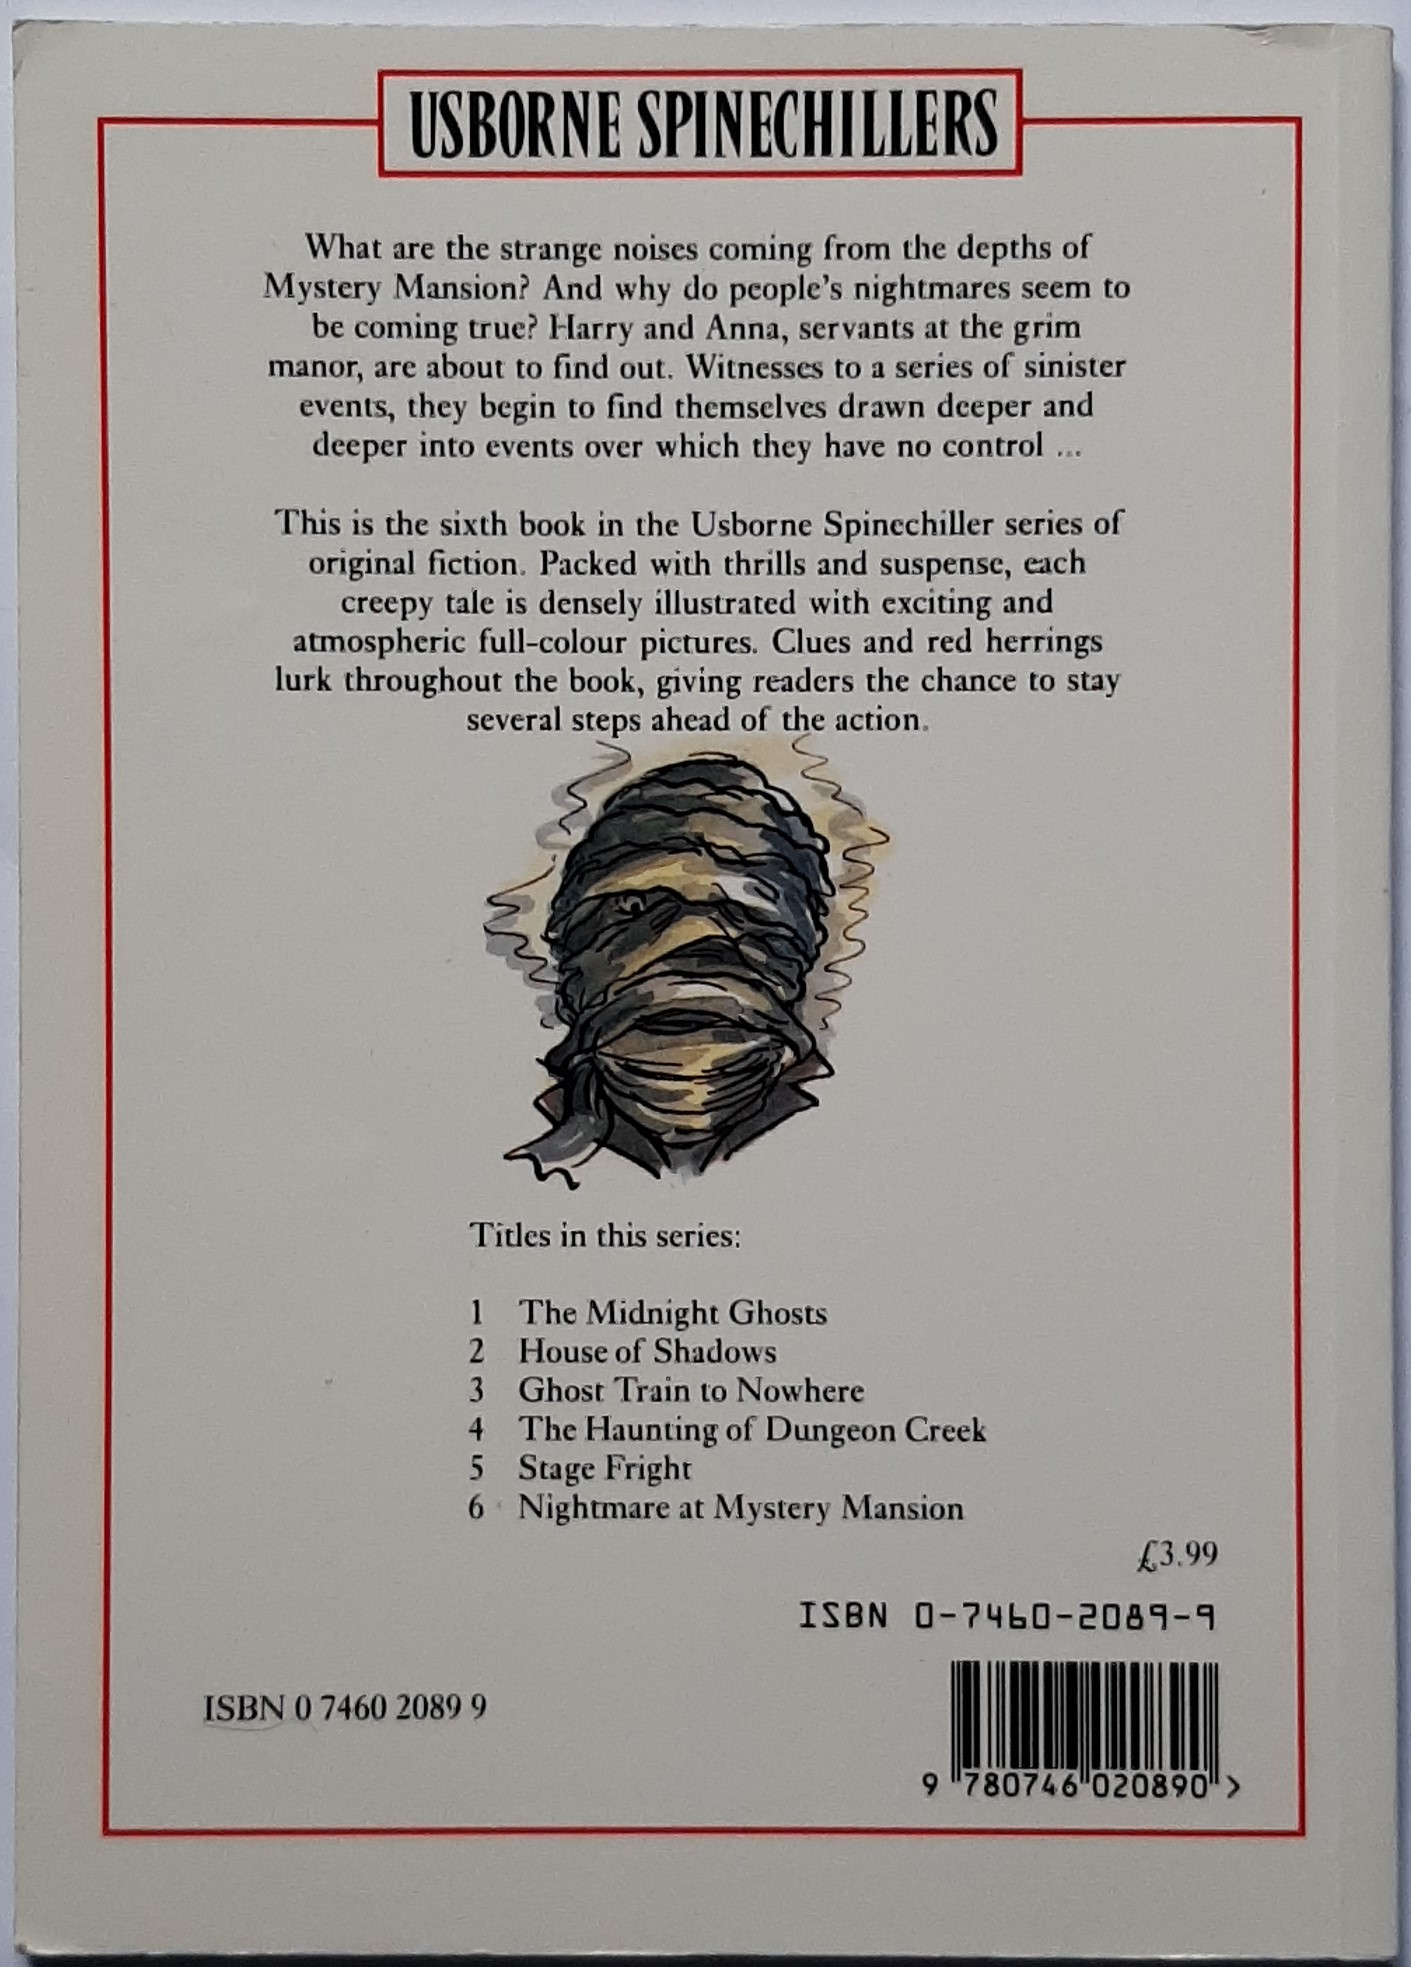 USBORNE SPINECHILLERS
What are the strange noises coming from the depths of
Mystery Mansion? And why do people's nightmares seem to
be coming true? Harry and Anna, servants at the grim
manor, are about to find out. Witnesses to a series of sinister
events, they begin to find themselves drawn deeper and
deeper into events over which they have no control ...
This is the sixth book in the Usborne Spinechiller series of
original fiction. Packed with thrills and suspense, each
creepy tale is densely illustrated with exciting and
atmospheric full-colour pictures. Clues and red herrings
lurk throughout the book, giving readers the chance to stay
several steps ahead of the action.
Titles in this series:
1 The Midnight Ghosts
2 House of Shadows
3 Ghost Train to Nowhere
4 The Haunting of Dungeon Creek
5 Stage Fright
6 Nightmare at Mystery Mansion
£3.99
ISBN 0-7460-2089-9
ISBN 0 7460 2089 9
9 780746 020890 >